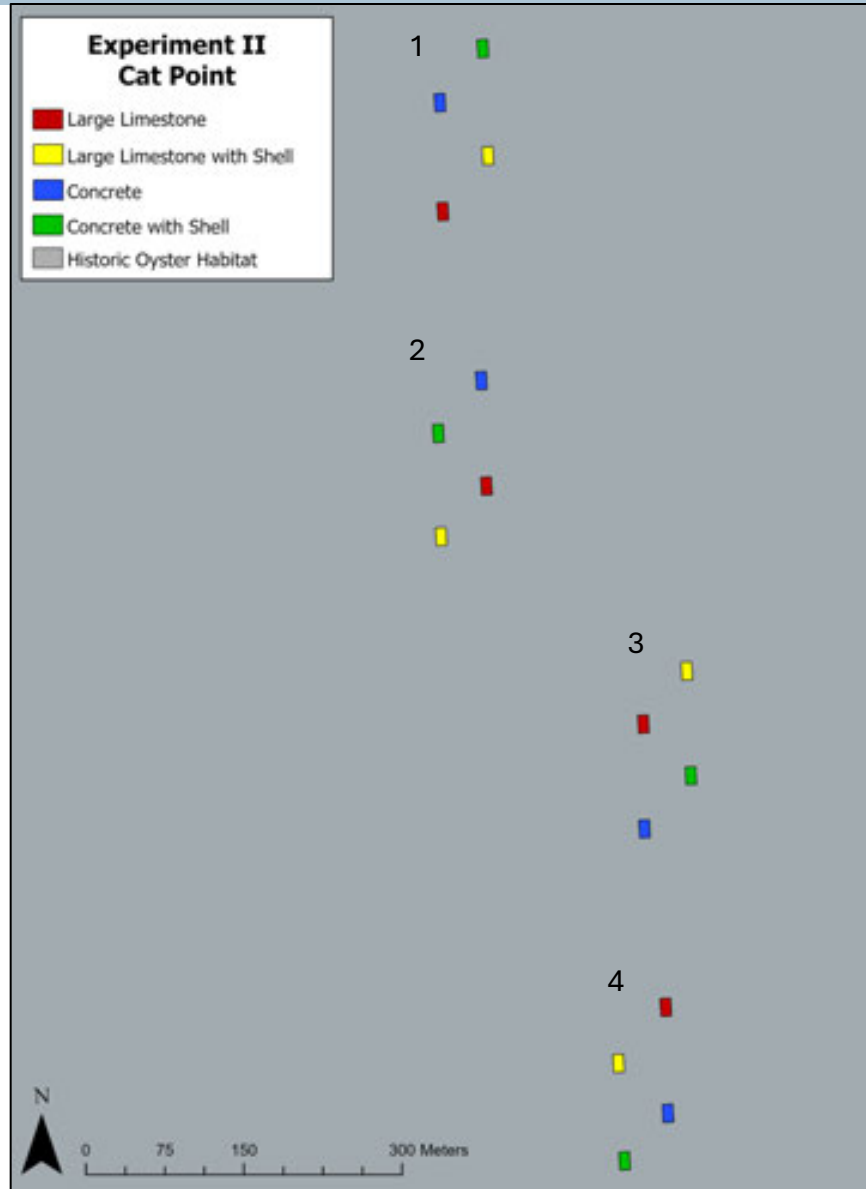 Experiment II
Cat Point
Large Limestone
Large Limestone with Shell
Concrete
Concrete with Shell
Historic Oyster Habitat
1
2
3
4
N
0 75 150 300 Meters